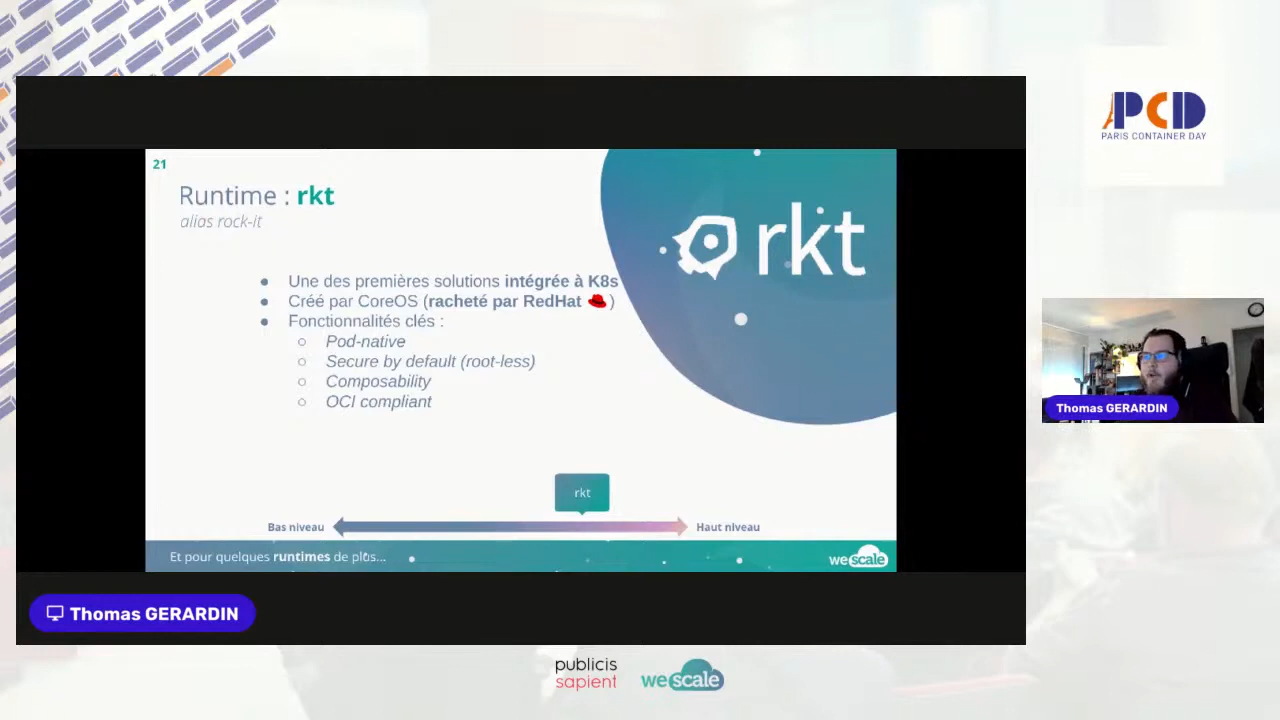 PCD
PARIS CONTAINER DAY
21
Runtime : rkt
alias rock-it
rkt
Une des premières solutions intégrée à K8s
Créé par CoreOS (racheté par RedHat )
Fonctionnalités clés :
Pod-native
Secure by default (root-less)
Composability
OCI compliant
rkt
Bas niveau
Haut niveau
Et pour quelques runtimes de plus...
wescale
Thomas GERARDIN
Thomas GERARDIN
publicis
sapient
wescale